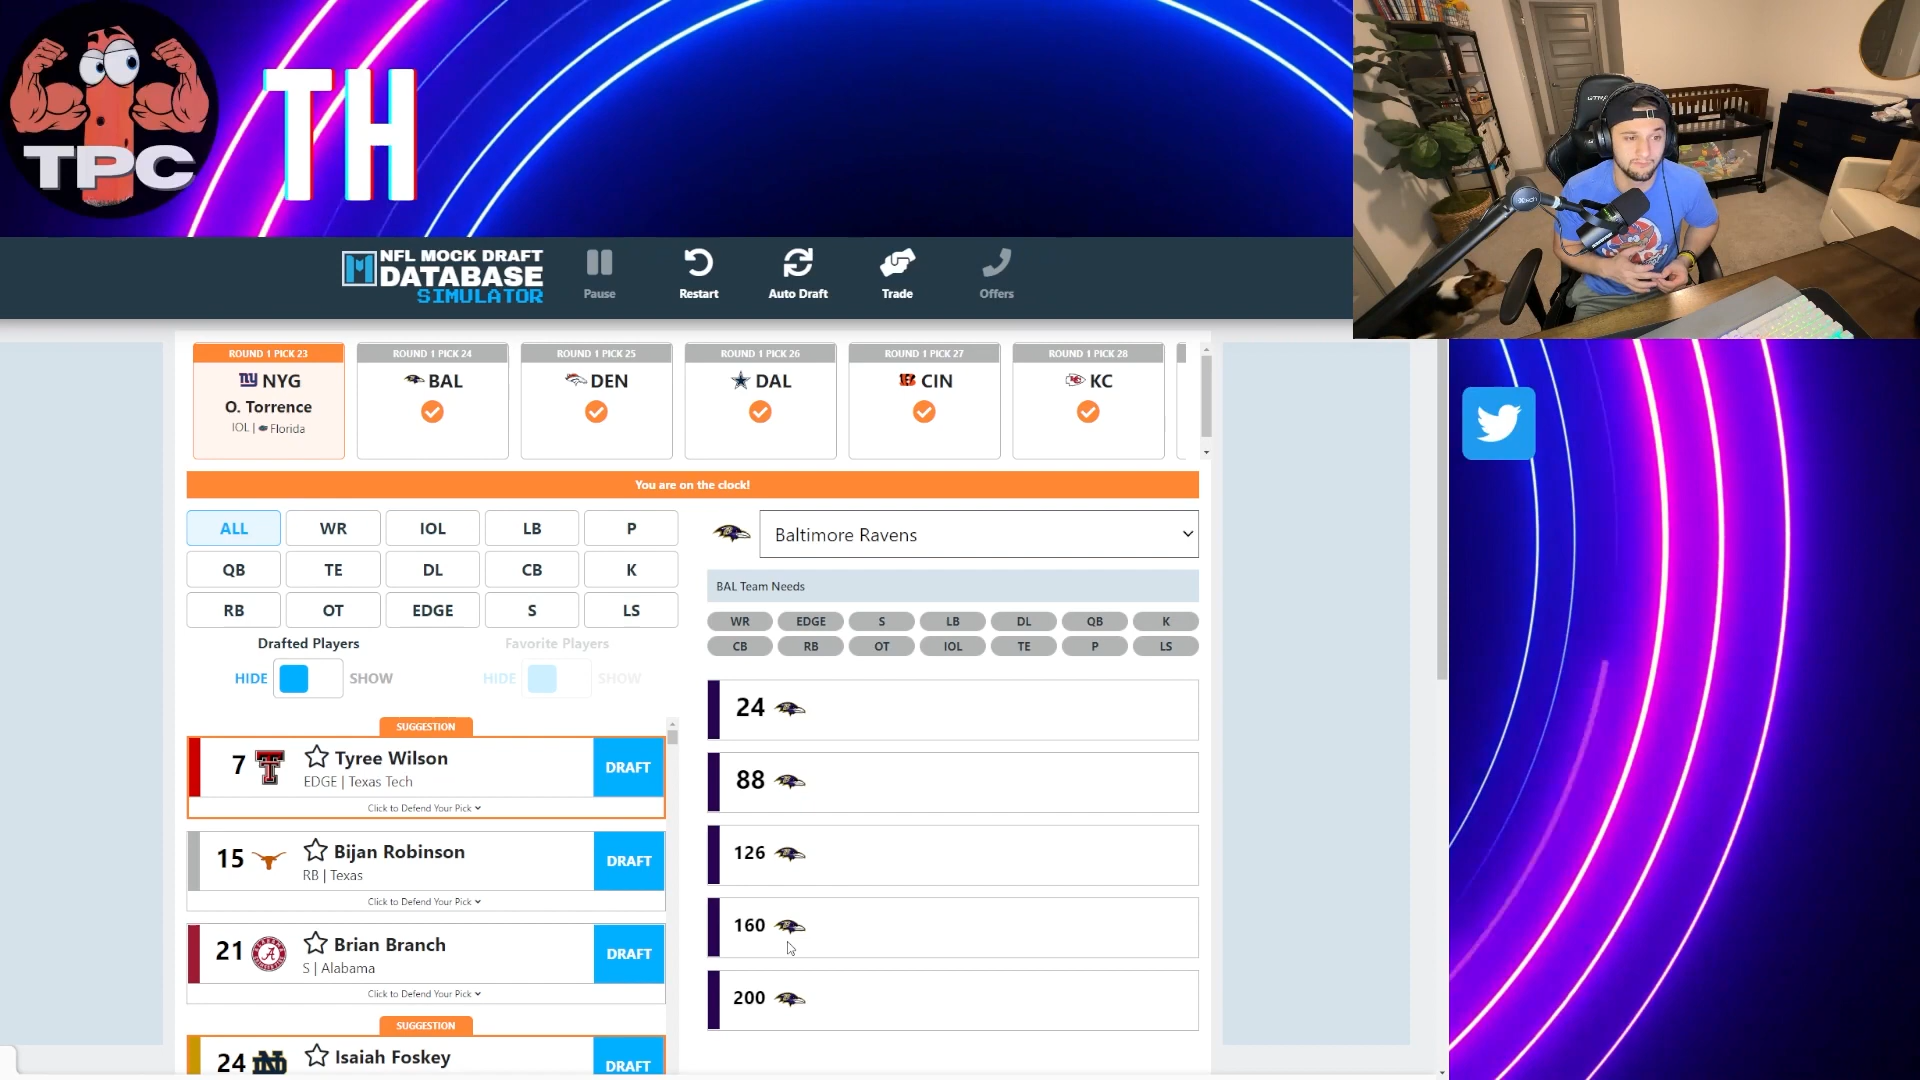 TPC
TH
NFL MOCK DRAFT
DATABASE
SIMULATOR
Pause
Restart
Auto Draft
Trade
Offers
ROUND 1 PICK 23
NYG
O. Torrence
IOL | Florida
ROUND 1 PICK 24
BAL
ROUND 1 PICK 25
DEN
ROUND 1 PICK 26
DAL
ROUND 1 PICK 27
CIN
ROUND 1 PICK 28
KC
You are on the clock!
ALL WR IOL LB P
QB TE DL CB K
RB OT EDGE S LS
Drafted Players
HIDE SHOW
Favorite Players
HIDE SHOW
SUGGESTION
7 Tyree Wilson
EDGE | Texas Tech
DRAFT
Click to Defend Your Pick
15 Bijan Robinson
RB | Texas
DRAFT
Click to Defend Your Pick
21 Brian Branch
S | Alabama
DRAFT
Click to Defend Your Pick
SUGGESTION
24 Isaiah Foskey
DRAFT
Baltimore Ravens
BAL Team Needs
WR EDGE S LB DL QB K
CB RB OT IOL TE P LS
24
88
126
160
200